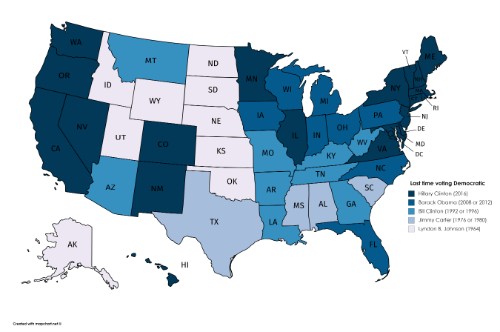 WA
OR
CA
NV
ID
MT
WY
UT
CO
AZ
NM
ND
SD
NE
KS
OK
TX
MN
IA
MO
AR
LA
WI
IL
MI
IN
OH
KY
TN
MS
AL
GA
FL
SC
NC
VA
WV
PA
NY
VT
ME
RI
NJ
DE
MD
DC
AK
HI
Last time voting Democratic
Hillary Clinton (2016)
Barack Obama (2008 or 2012)
Bill Clinton (1992 or 1996)
Jimmy Carter (1976 or 1980)
Lyndon B. Johnson (1964)
Created with mapchart.net ©